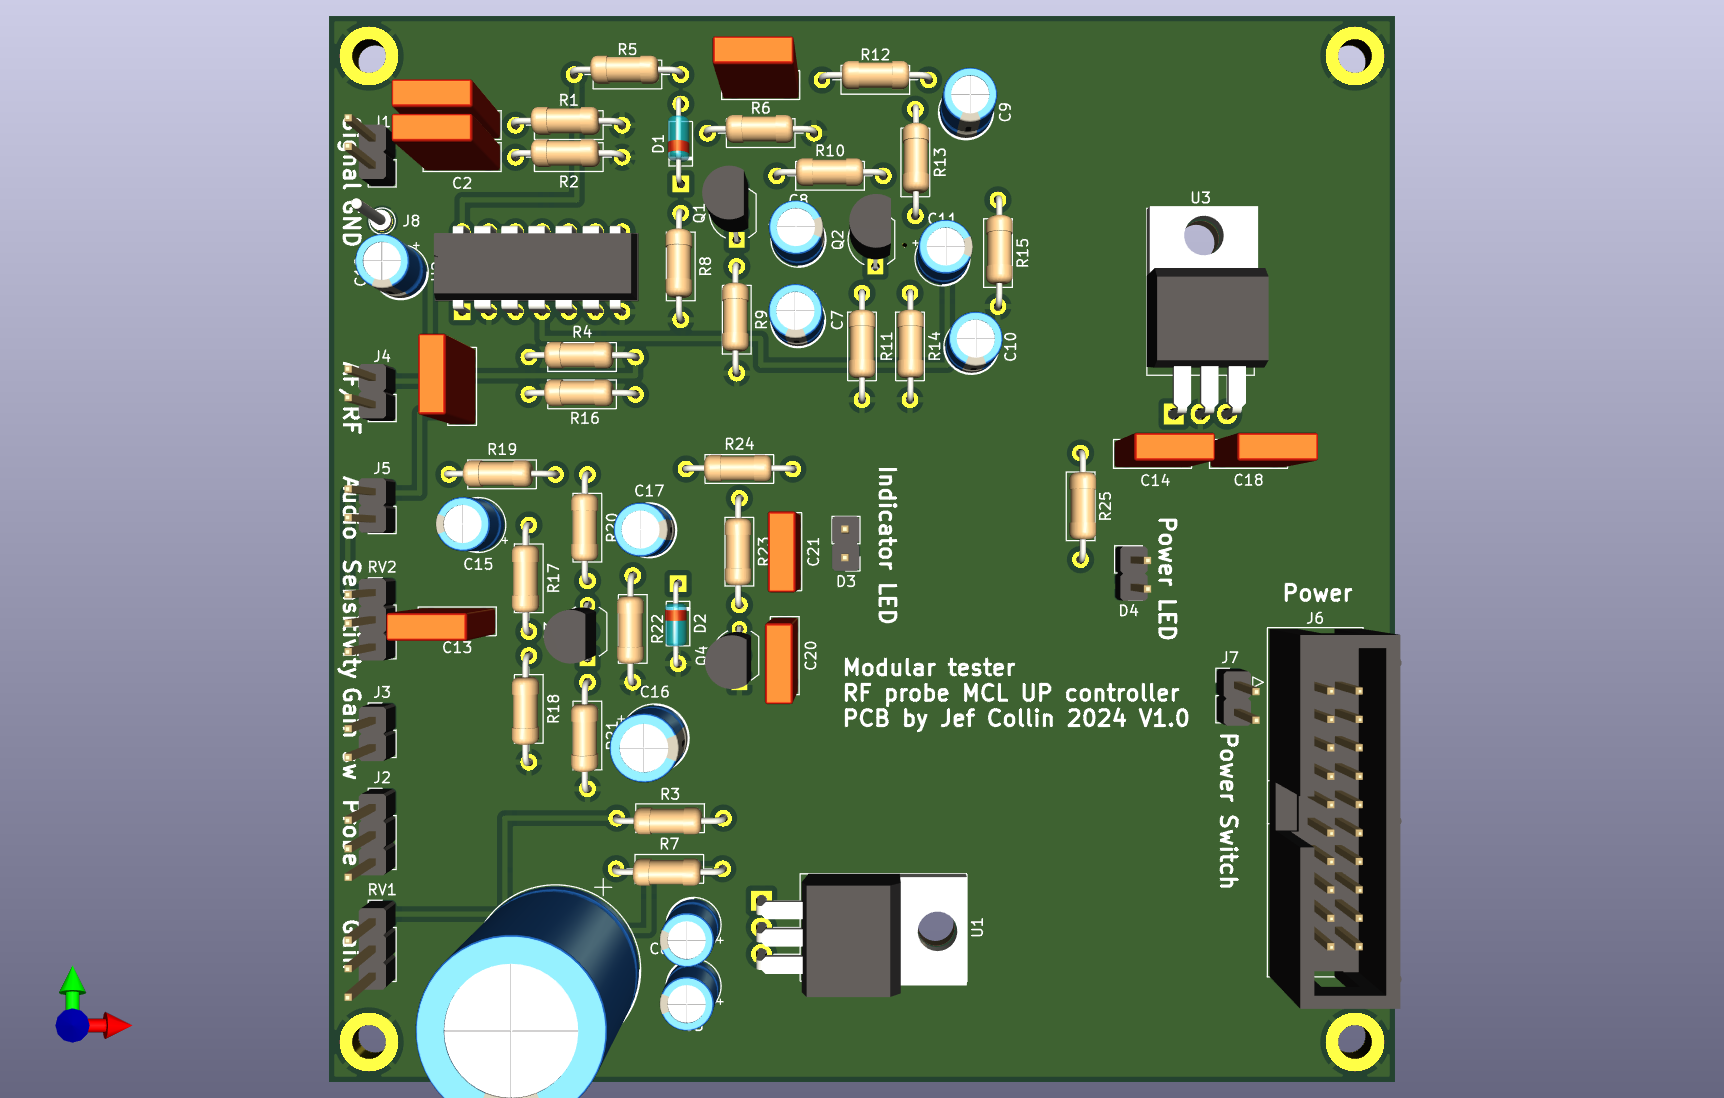 R5
R12
J1
R1
R6
C9
D1
R10
R13
R2
C2
Signal
GND
J8
Q1
C8
Q2
C11
R15
U3
R8
R9
C7
R4
R11
R14
C10
J4
AF/RF
R16
R19
R24
J5
Audio
C17
R20
R23
C21
Indicator LED
D3
R25
C14
C18
Power LED
D4
C15
R17
RV2
Sensitivity
C13
R22
D2
Q4
C20
Power
J6
Modular tester
RF probe MCL UP controller
PCB by Jef Collin 2024 V1.0
J7
Power Switch
J3
Gain sw
R18
R21
C16
J2
Probe
R3
R7
RV1
Gain
U1